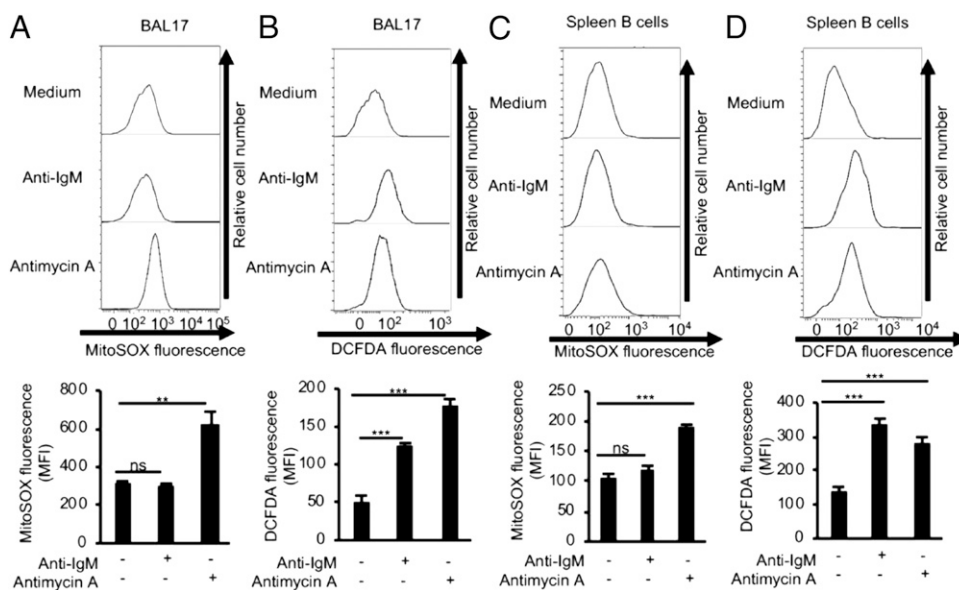 A
BAL17
Medium
Anti-IgM
Antimycin A
Relative cell number
0 10² 10³ 10⁴ 10⁵
MitoSOX fluorescence
B
BAL17
Medium
Anti-IgM
Antimycin A
Relative cell number
0 10² 10³
DCFDA fluorescence
C
Spleen B cells
Medium
Anti-IgM
Antimycin A
Relative cell number
0 10² 10³ 10⁴
MitoSOX fluorescence
D
Spleen B cells
Medium
Anti-IgM
Antimycin A
Relative cell number
0 10² 10³ 10⁴
DCFDA fluorescence
MitoSOX fluorescence
(MFI)
800
600
400
200
0
**
ns
Anti-IgM - + -
Antimycin A - - +
DCFDA fluorescence
(MFI)
200
150
100
50
0
***
***
- + -
- - +
MitoSOX fluorescence
(MFI)
250
200
150
100
50
0
***
ns
Anti-IgM - + -
Antimycin A - - +
DCFDA fluorescence
(MFI)
400
300
200
100
0
***
***
Anti-IgM - + -
Antimycin A - - +